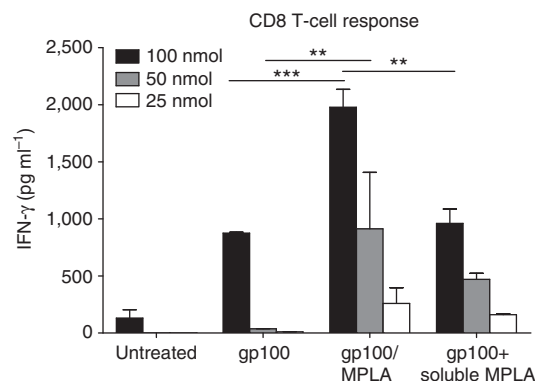 CD8 T-cell response
2,500
2,000
1,500
1,000
500
0
IFN-γ (pg ml⁻¹)
100 nmol
50 nmol
25 nmol
**
***
**
Untreated
gp100
gp100/
MPLA
gp100+
soluble MPLA